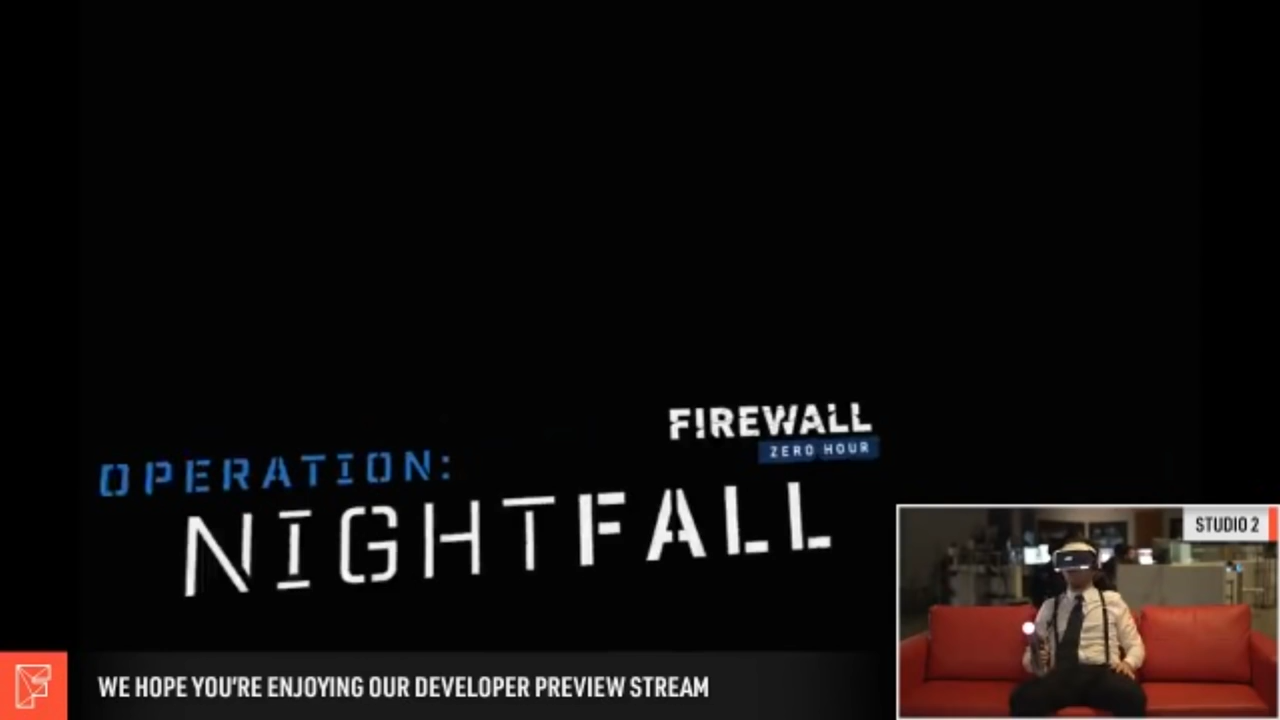 FIREWALL
ZERO HOUR
OPERATION:
NIGHTFALL
STUDIO 2
WE HOPE YOU'RE ENJOYING OUR DEVELOPER PREVIEW STREAM